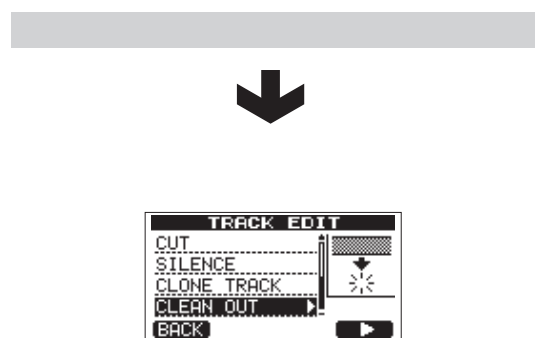 TRACK EDIT
CUT
SILENCE
CLONE TRACK
CLEAN OUT
BACK